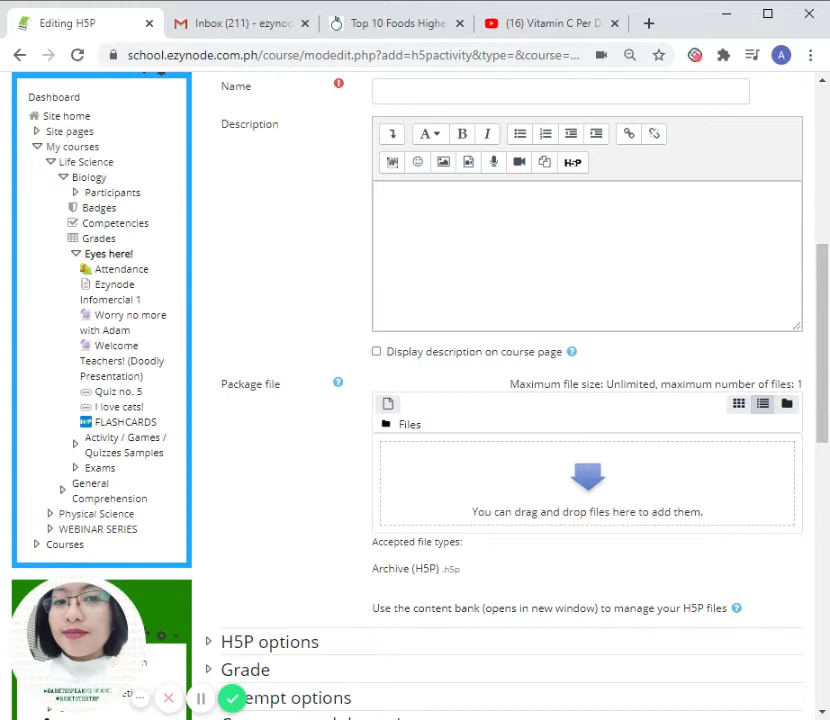 Editing H5P
Inbox (211) - ezyno
Top 10 Foods Highe
(16) Vitamin C Per D
school.ezynode.com.ph/course/modedit.php?add=h5pactivity&type=&course=...
A
Dashboard
Site home
Site pages
My courses
Life Science
Biology
Participants
Badges
Competencies
Grades
Eyes here!
Attendance
Ezynode
Infomercial 1
Worry no more
with Adam
Welcome
Teachers! (Doodly
Presentation)
Quiz no. 5
I love cats!
FLASHCARDS
Activity / Games /
Quizzes Samples
Exams
General
Comprehension
Physical Science
WEBINAR SERIES
Courses
Name
Description
A B I
H-P
Display description on course page
Package file
Maximum file size: Unlimited, maximum number of files: 1
Files
You can drag and drop files here to add them.
Accepted file types:
Archive (H5P) .h5p
Use the content bank (opens in new window) to manage your H5P files
H5P options
Grade
empt options